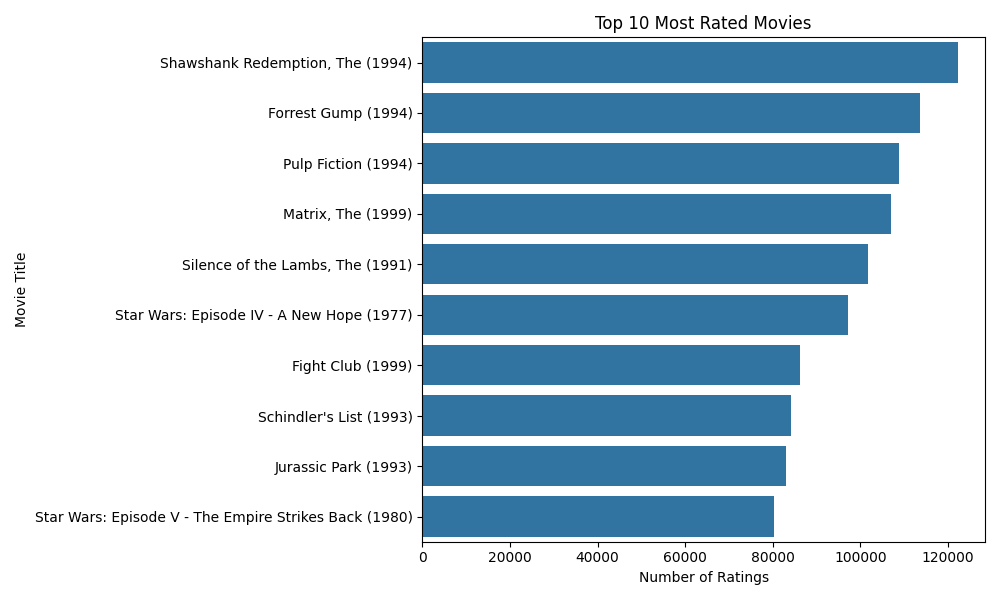 Top 10 Most Rated Movies
Movie Title
Shawshank Redemption, The (1994)
Forrest Gump (1994)
Pulp Fiction (1994)
Matrix, The (1999)
Silence of the Lambs, The (1991)
Star Wars: Episode IV - A New Hope (1977)
Fight Club (1999)
Schindler's List (1993)
Jurassic Park (1993)
Star Wars: Episode V - The Empire Strikes Back (1980)
0 20000 40000 60000 80000 100000 120000
Number of Ratings